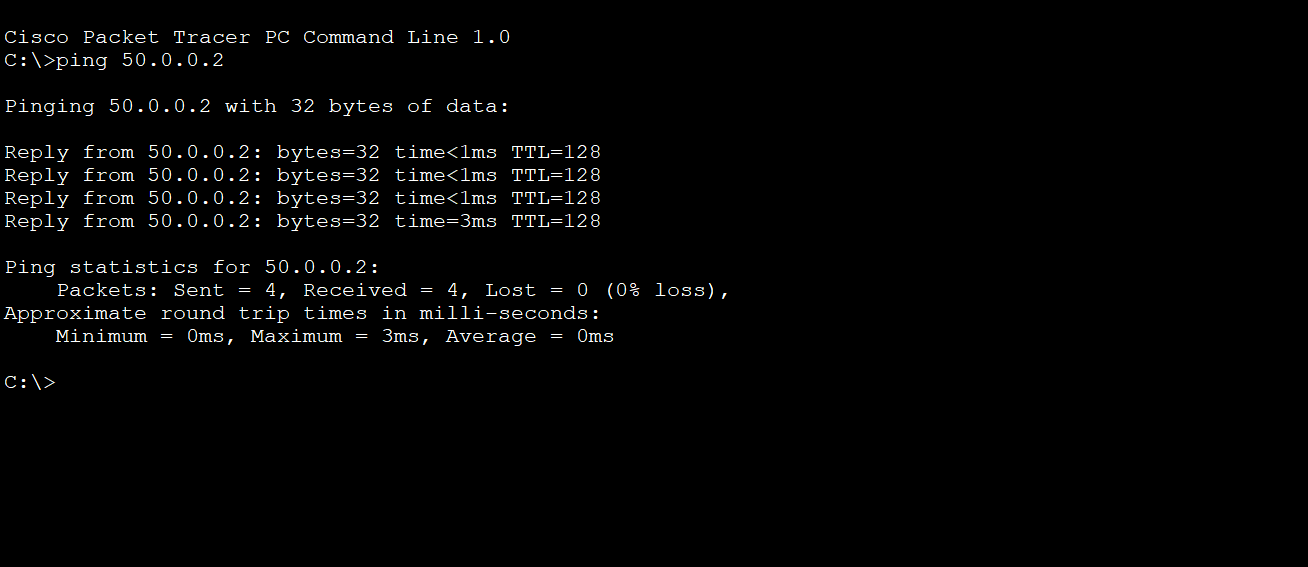 Cisco Packet Tracer PC Command Line 1.0
C:\>ping 50.0.0.2
Pinging 50.0.0.2 with 32 bytes of data:
Reply from 50.0.0.2: bytes=32 time<1ms TTL=128
Reply from 50.0.0.2: bytes=32 time<1ms TTL=128
Reply from 50.0.0.2: bytes=32 time<1ms TTL=128
Reply from 50.0.0.2: bytes=32 time=3ms TTL=128
Ping statistics for 50.0.0.2:
    Packets: Sent = 4, Received = 4, Lost = 0 (0% loss),
Approximate round trip times in milli-seconds:
    Minimum = 0ms, Maximum = 3ms, Average = 0ms
C:\>